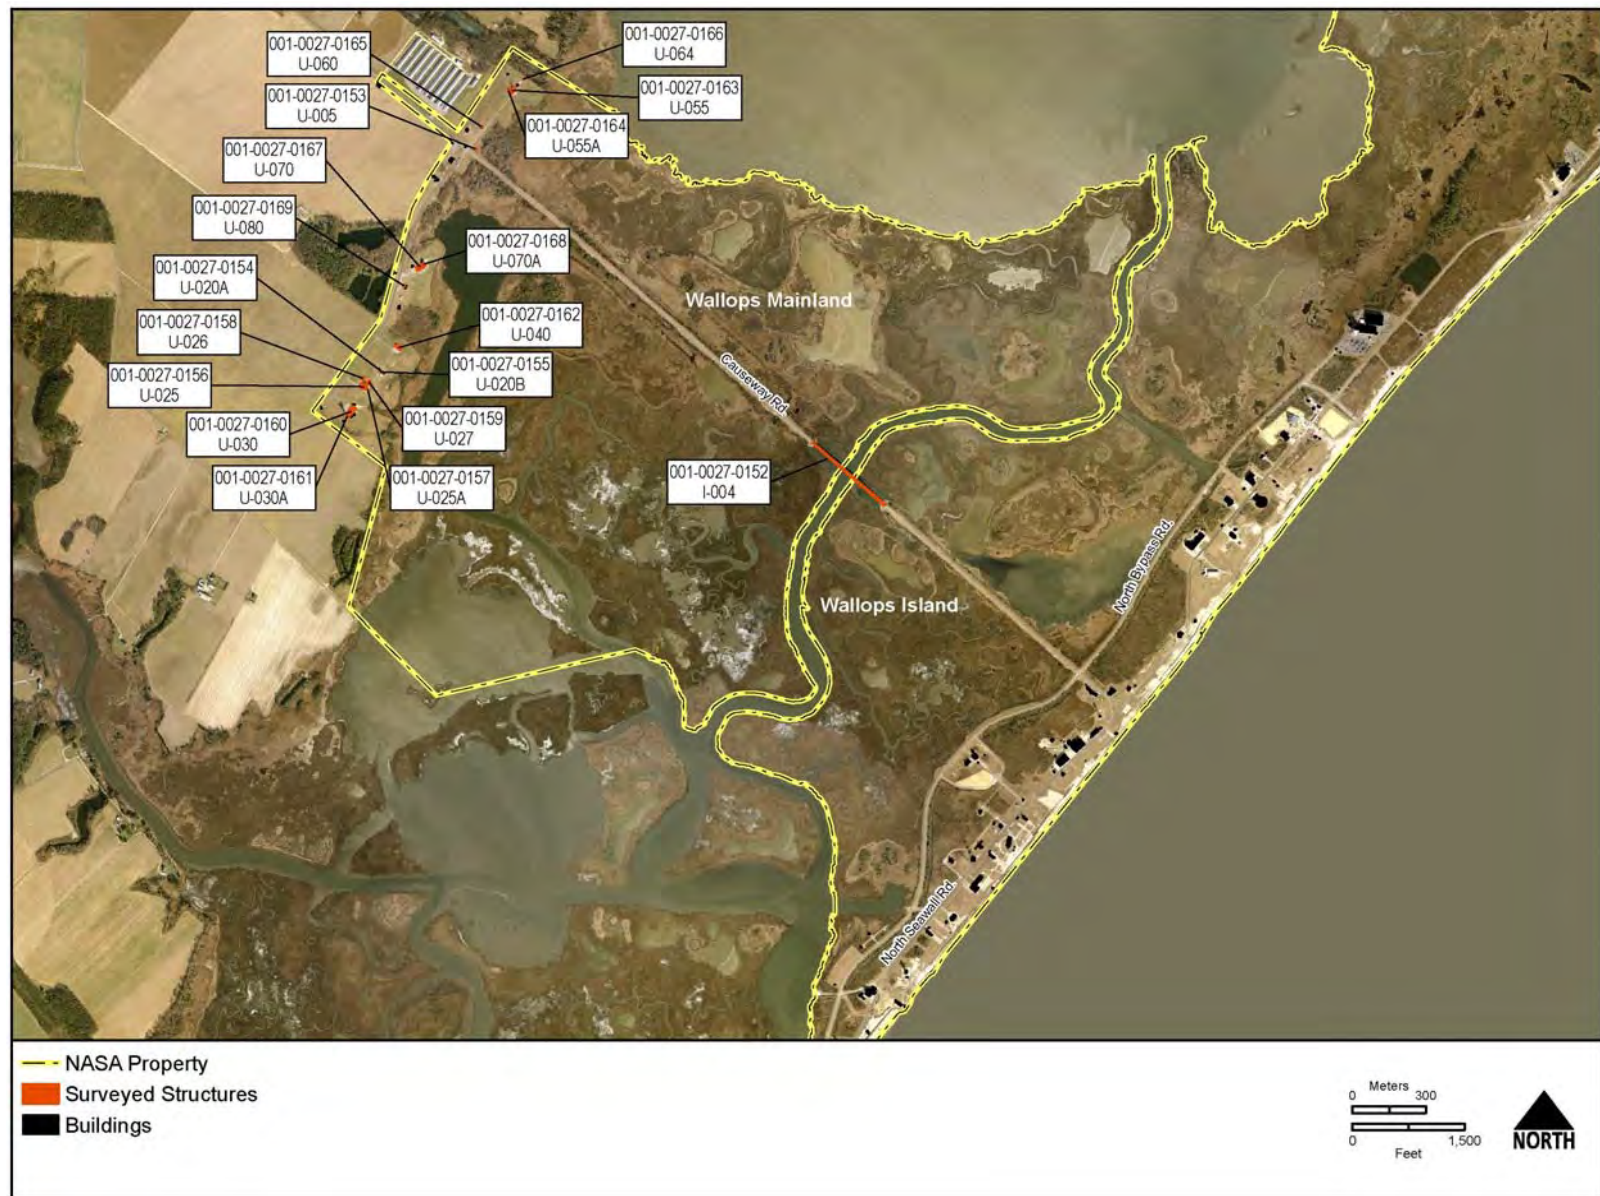 001-0027-0165
U-060
001-0027-0166
U-064
001-0027-0153
U-005
001-0027-0163
U-055
001-0027-0164
U-055A
001-0027-0167
U-070
001-0027-0169
U-080
001-0027-0168
U-070A
001-0027-0154
U-020A
001-0027-0162
U-040
001-0027-0158
U-026
001-0027-0155
U-020B
001-0027-0156
U-025
001-0027-0160
U-030
001-0027-0159
U-027
001-0027-0161
U-030A
001-0027-0157
U-025A
Wallops Mainland
Causeway Rd
001-0027-0152
I-004
Wallops Island
North Bypass Rd.
North Seawall Rd.
NASA Property
Surveyed Structures
Buildings
Meters
0 300
0 1,500
Feet
NORTH